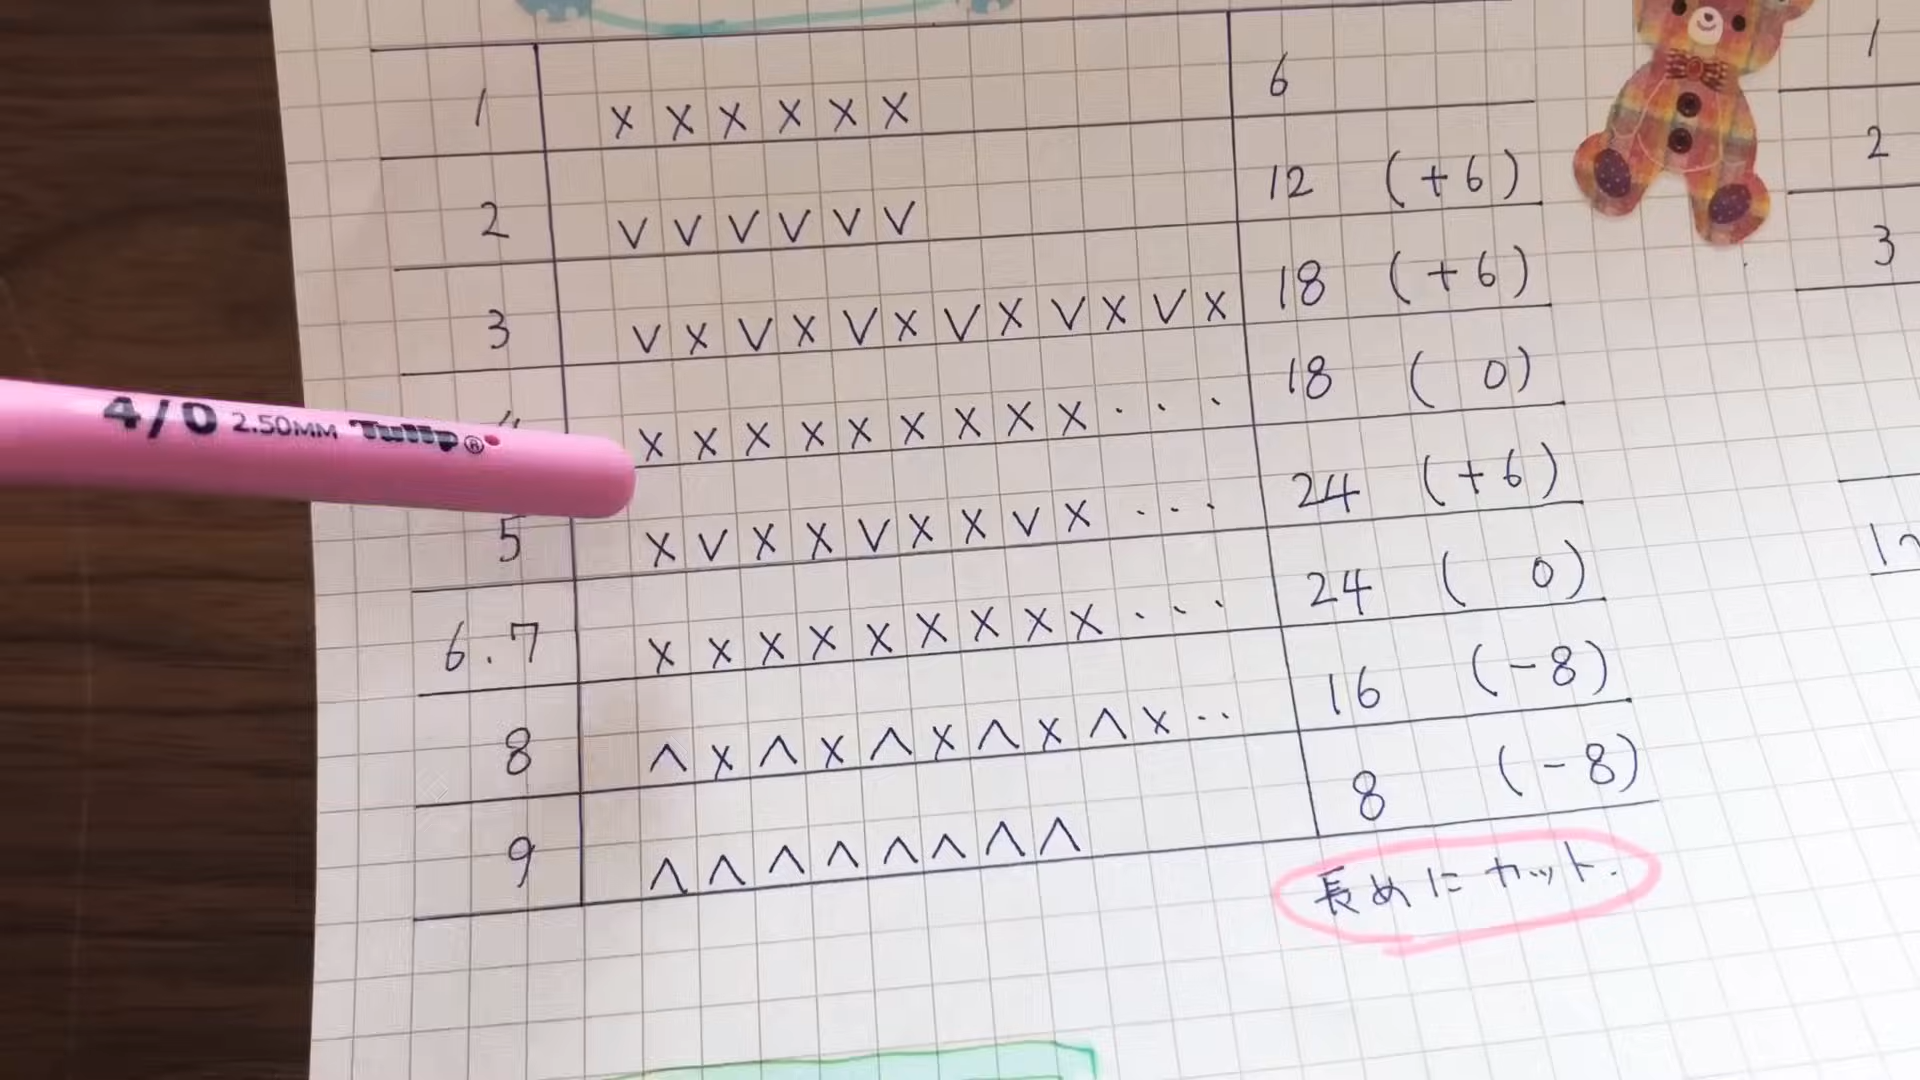 1 × × × × × × 6
2 V V V V V V 12 (+6)
3 V × V × V × V × V × V × 18 (+6)
× × × × × × × × × · · · 18 ( 0)
5 × V × × V × × V × · · · 24 (+6)
6.7 × × × × × × × × × · · · 24 ( 0)
8 ∧ × ∧ × ∧ × ∧ × ∧ × · · 16 (-8)
9 ∧ ∧ ∧ ∧ ∧ ∧ ∧ ∧ 8 (-8)
長めにカット.
4/0 2.50MM Tulip®
1
2
3